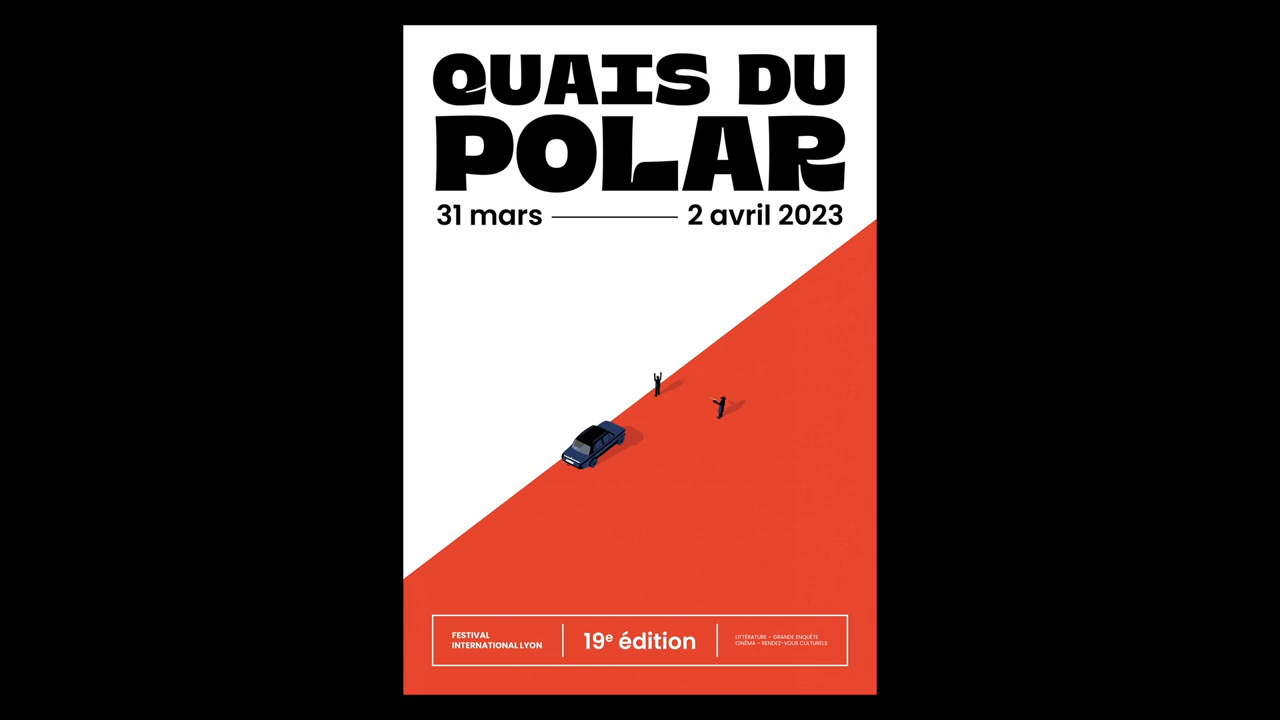 QUAIS DU
POLAR
31 mars — 2 avril 2023
FESTIVAL
INTERNATIONAL LYON
19e édition
LITTÉRATURE – GRANDE ENQUÊTE
CINÉMA – RENDEZ-VOUS CULTURELS